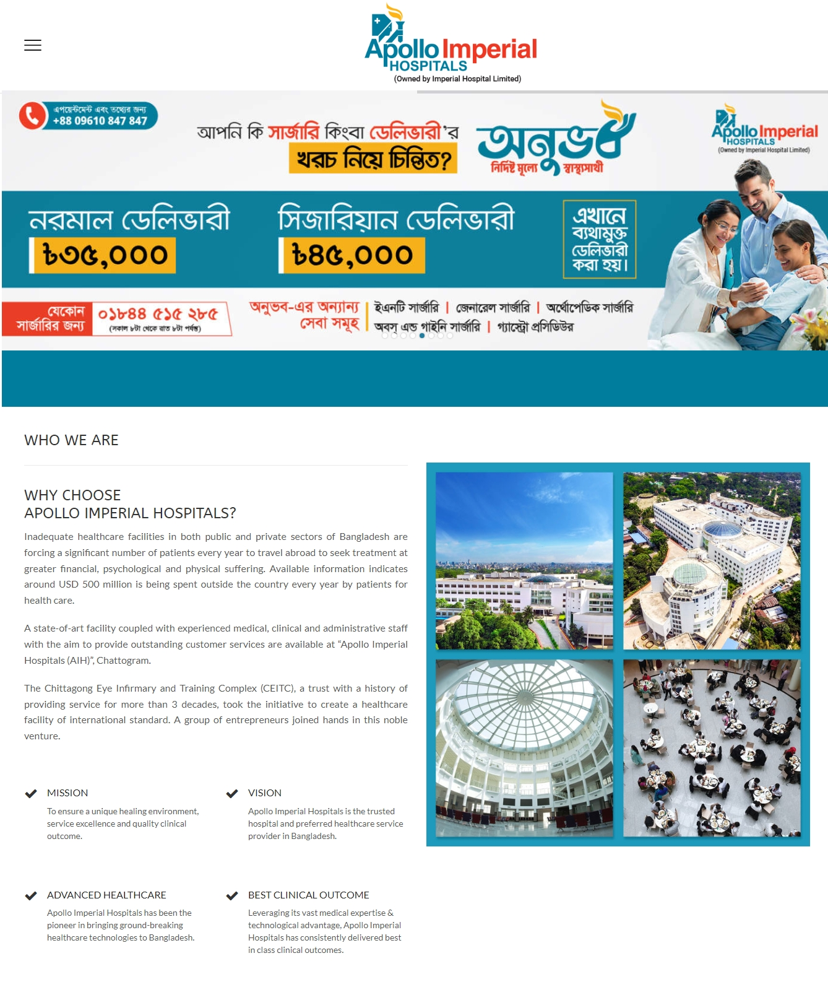 Apollo Imperial
HOSPITALS
(Owned by Imperial Hospital Limited)
এপয়েন্টমেন্ট এবং তথ্যের জন্য
+88 09610 847 847
আপনি কি সার্জারি কিংবা ডেলিভারী'র
খরচ নিয়ে চিন্তিত?
অনুভব
নির্দিষ্ট মূল্যে স্বাস্থ্যসাথী
Apollo Imperial
HOSPITALS
(Owned by Imperial Hospital Limited)
নরমাল ডেলিভারী
৳৩৫,০০০
সিজারিয়ান ডেলিভারী
৳৪৫,০০০
এখানে
ব্যথামুক্ত
ডেলিভারী
করা হয়।
যেকোন
সার্জারির জন্য
০১৮৪৪ ৫১৫ ২৮৫
(সকাল ৮টা থেকে রাত ৮টা পর্যন্ত)
অনুভব-এর অন্যান্য
সেবা সমূহ
ইএনটি সার্জারি | জেনারেল সার্জারি | অর্থোপেডিক সার্জারি
অবস্ এন্ড গাইনি সার্জারি | গ্যাস্ট্রো প্রসিডিউর
WHO WE ARE
WHY CHOOSE
APOLLO IMPERIAL HOSPITALS?
Inadequate healthcare facilities in both public and private sectors of Bangladesh are
forcing a significant number of patients every year to travel abroad to seek treatment at
greater financial, psychological and physical suffering. Available information indicates
around USD 500 million is being spent outside the country every year by patients for
health care.
A state-of-art facility coupled with experienced medical, clinical and administrative staff
with the aim to provide outstanding customer services are available at “Apollo Imperial
Hospitals (AIH)”, Chattogram.
The Chittagong Eye Infirmary and Training Complex (CEITC), a trust with a history of
providing service for more than 3 decades, took the initiative to create a healthcare
facility of international standard. A group of entrepreneurs joined hands in this noble
venture.
MISSION
To ensure a unique healing environment,
service excellence and quality clinical
outcome.
VISION
Apollo Imperial Hospitals is the trusted
hospital and preferred healthcare service
provider in Bangladesh.
ADVANCED HEALTHCARE
Apollo Imperial Hospitals has been the
pioneer in bringing ground-breaking
healthcare technologies to Bangladesh.
BEST CLINICAL OUTCOME
Leveraging its vast medical expertise &
technological advantage, Apollo Imperial
Hospitals has consistently delivered best
in class clinical outcomes.